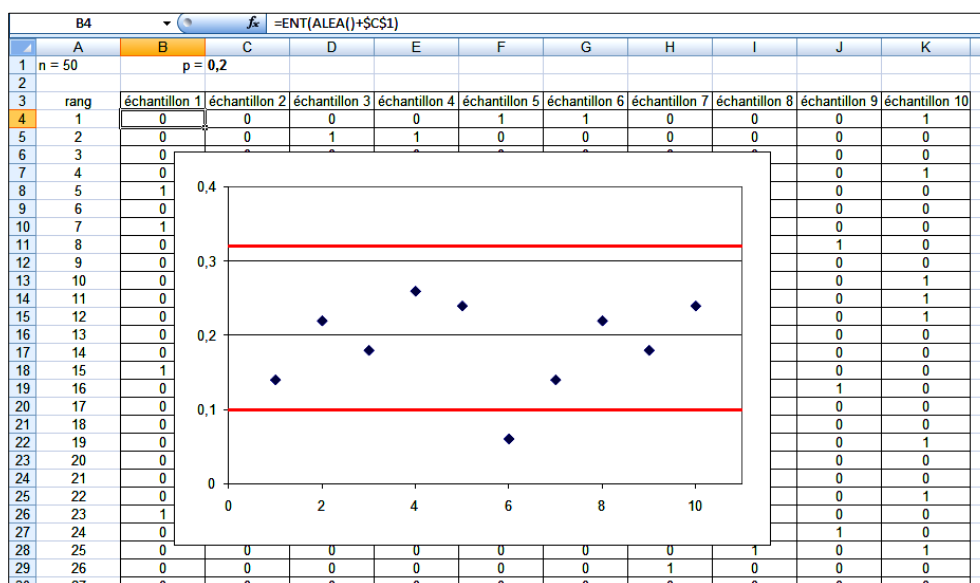 B4 fx =ENT(ALEA()+$C$1)
A B C D E F G H I J K
1 n = 50 p = 0,2
2
3 rang échantillon 1 échantillon 2 échantillon 3 échantillon 4 échantillon 5 échantillon 6 échantillon 7 échantillon 8 échantillon 9 échantillon 10
4 1 0 0 0 0 1 1 0 0 0 1
5 2 0 0 1 1 0 0 0 0 0 0
6 3 0 0 0
7 4 0 0 1
8 5 1 0 0
9 6 0 0 0
10 7 1 0 0
11 8 0 1 0
12 9 0 0 0
13 10 0 0 1
14 11 0 0 1
15 12 0 0 1
16 13 0 0 0
17 14 0 0 0
18 15 1 0 0
19 16 0 1 0
20 17 0 0 0
21 18 0 0 0
22 19 0 0 1
23 20 0 0 0
24 21 0 0 0
25 22 0 0 1
26 23 1 0 0
27 24 0 1 0
28 25 0 0 0 0 0 0 0 1 0 1
29 26 0 0 0 0 0 0 1 0 0 0
0,4
0,3
0,2
0,1
0
0 2 4 6 8 10